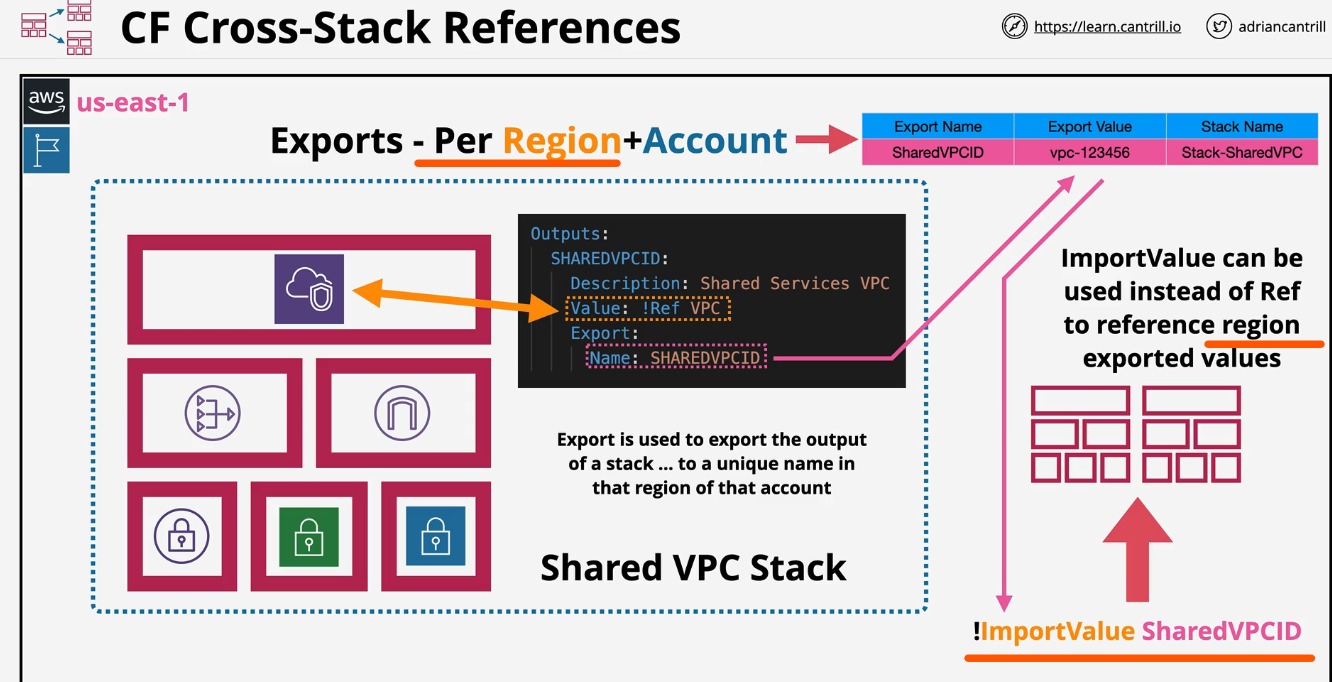 CF Cross-Stack References
https://learn.cantrill.io
adriancantrill
aws
us-east-1
Exports - Per Region+Account
Export Name Export Value Stack Name
SharedVPCID vpc-123456 Stack-SharedVPC
Outputs:
SHAREDVPCID:
Description: Shared Services VPC
Value: !Ref VPC
Export:
Name: SHAREDVPCID
Export is used to export the output
of a stack ... to a unique name in
that region of that account
Shared VPC Stack
ImportValue can be
used instead of Ref
to reference region
exported values
!ImportValue SharedVPCID